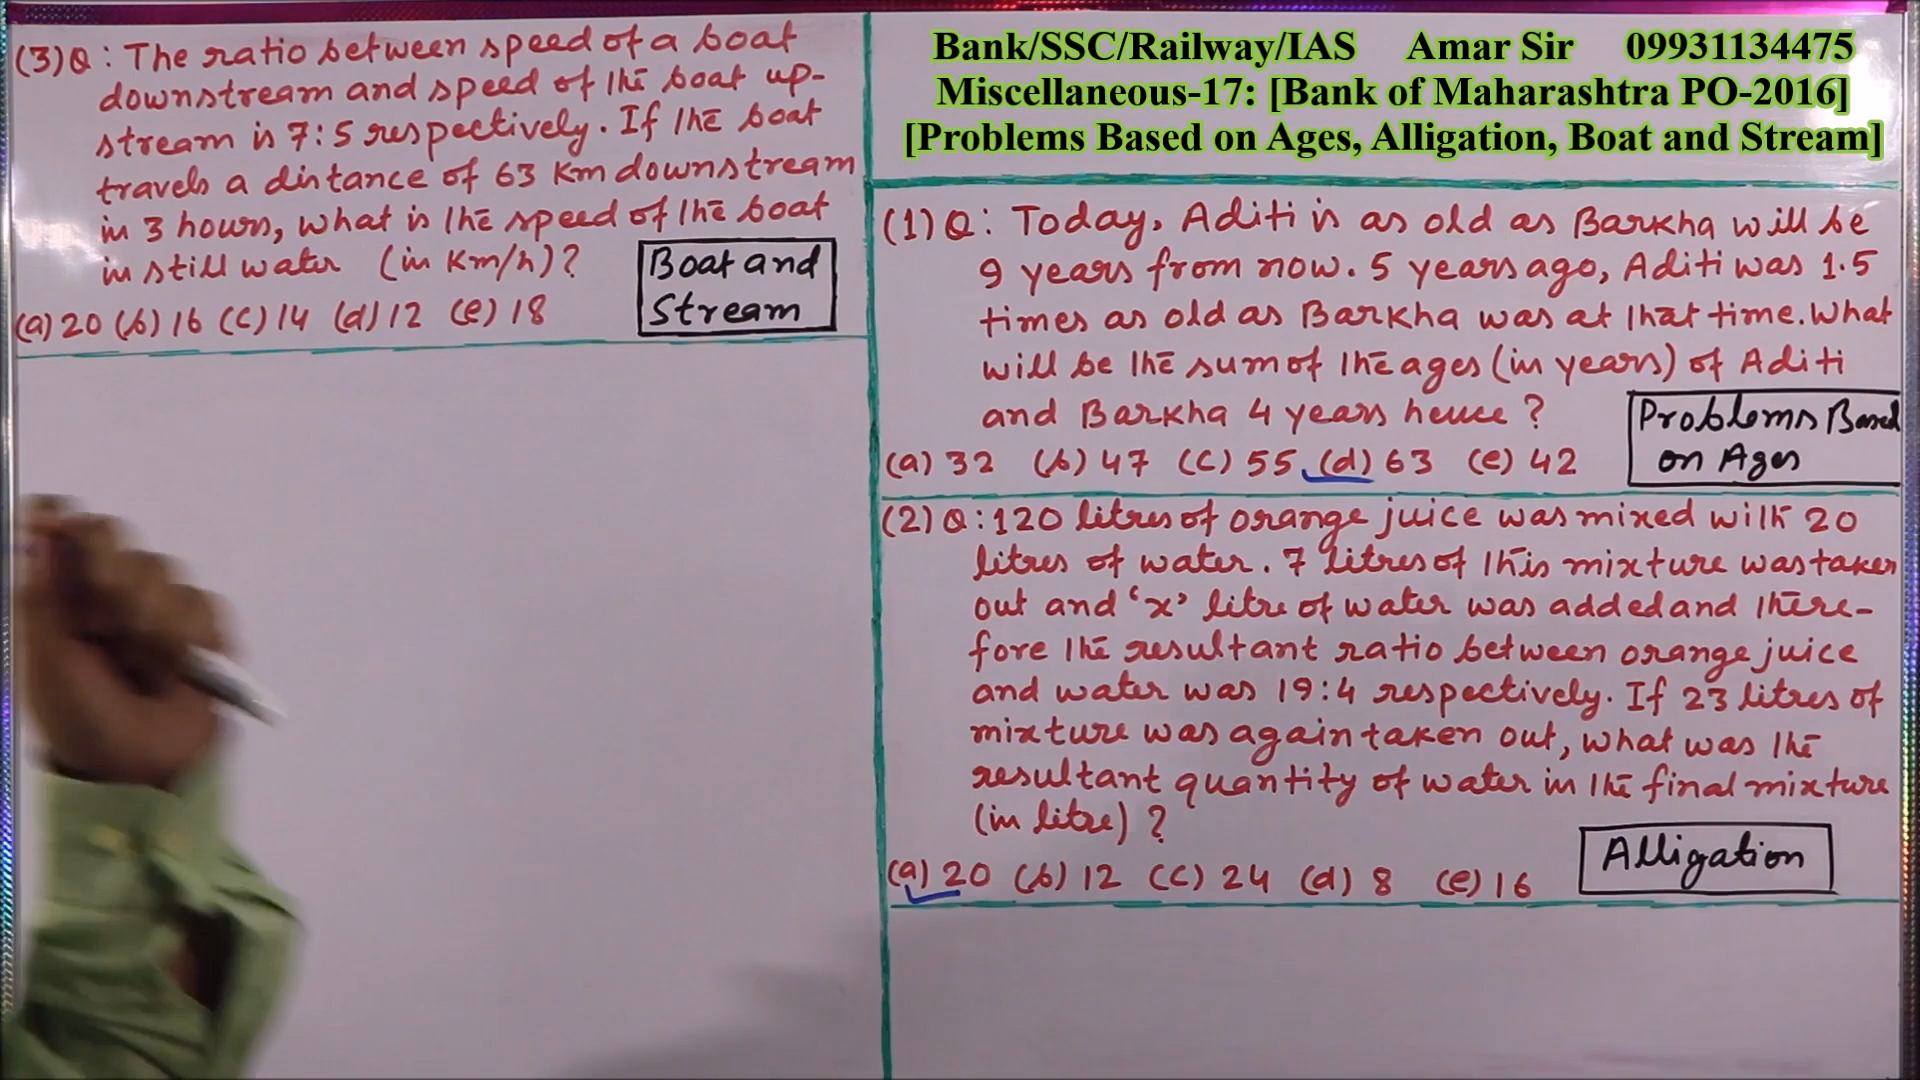 Bank/SSC/Railway/IAS Amar Sir 09931134475
Miscellaneous-17: [Bank of Maharashtra PO-2016]
[Problems Based on Ages, Alligation, Boat and Stream]
(1) Q: Today, Aditi is as old as Barkha will be
9 years from now. 5 years ago, Aditi was 1.5
times as old as Barkha was at that time. What
will be the sum of the ages (in years) of Aditi
and Barkha 4 years hence?
(a) 32 (b) 47 (c) 55 (d) 63 (e) 42
Problems Based
on Ages
(2) Q: 120 litres of orange juice was mixed with 20
litres of water. 7 litres of this mixture was taken
out and 'x' litre of water was added and there-
fore the resultant ratio between orange juice
and water was 19:4 respectively. If 23 litres of
mixture was again taken out, what was the
resultant quantity of water in the final mixture
(in litre)?
(a) 20 (b) 12 (c) 24 (d) 8 (e) 16
Alligation
(3) Q: The ratio between speed of a boat
downstream and speed of the boat up-
stream is 7:5 respectively. If the boat
travels a distance of 63 Km downstream
in 3 hours, what is the speed of the boat
in still water (in Km/h)?
(a) 20 (b) 16 (c) 14 (d) 12 (e) 18
Boat and
Stream